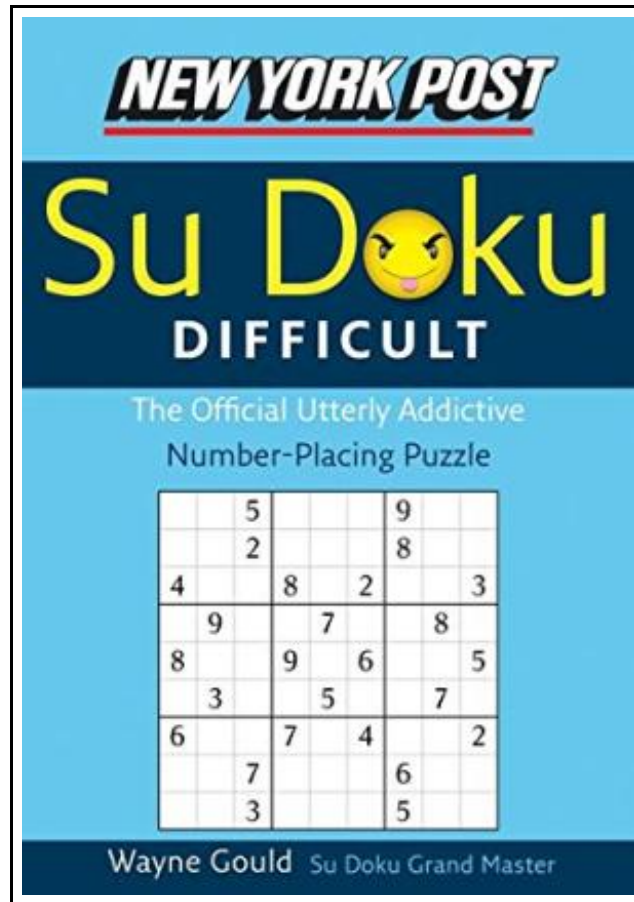 NEW YORK POST
Su Doku
DIFFICULT
The Official Utterly Addictive
Number-Placing Puzzle
5 9
2 8
4 8 2 3
9 7 8
8 9 6 5
3 5 7
6 7 4 2
7 6
3 5
Wayne Gould Su Doku Grand Master